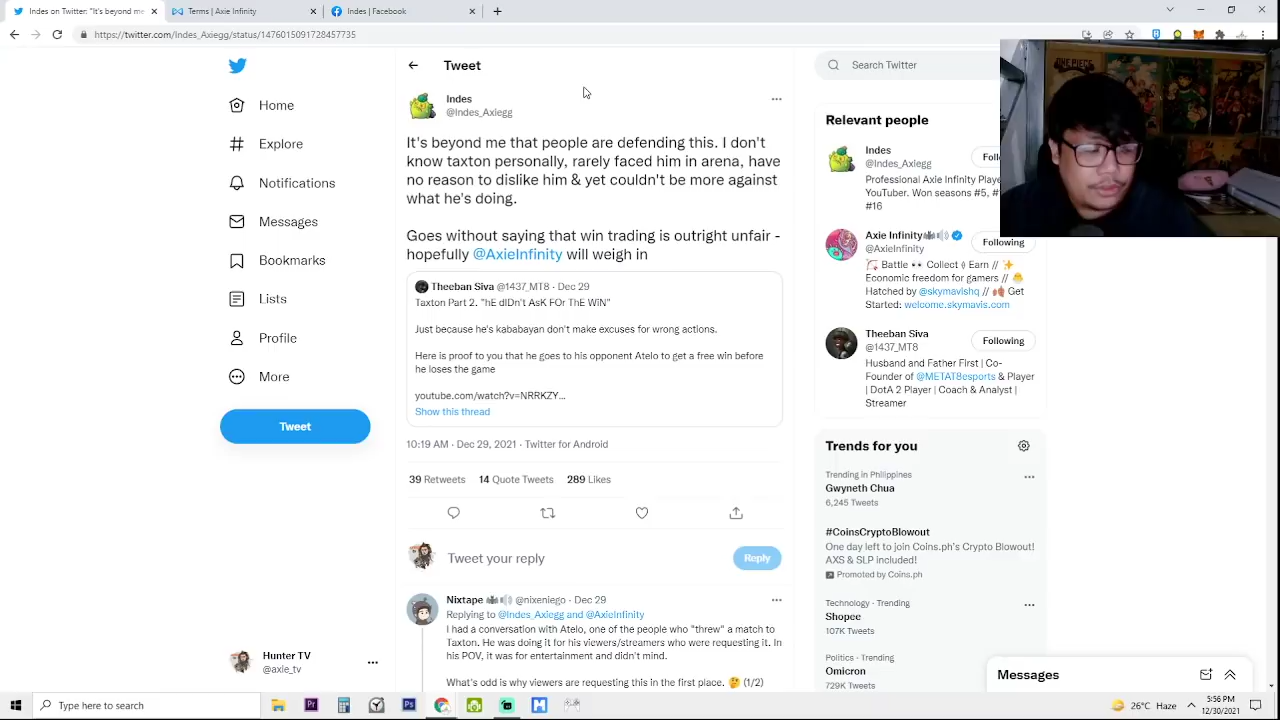 Indes on Twitter: "It's beyond me
Terms | Axie Infinity
Indes | Facebook
https://twitter.com/Indes_Axiegg/status/1476015091728457735
Home
Explore
Notifications
Messages
Bookmarks
Lists
Profile
More
Tweet
Hunter TV
@axle_tv
Tweet
Indes
@Indes_Axiegg
It's beyond me that people are defending this. I don't
know taxton personally, rarely faced him in arena, have
no reason to dislike him & yet couldn't be more against
what he's doing.
Goes without saying that win trading is outright unfair -
hopefully @AxieInfinity will weigh in
Theeban Siva @1437_MT8 · Dec 29
Taxton Part 2. "hE dIDn't AsK FOr ThE WiN"
Just because he's kababayan don't make excuses for wrong actions.
Here is proof to you that he goes to his opponent Atelo to get a free win before
he loses the game
youtube.com/watch?v=NRRKZY...
Show this thread
10:19 AM · Dec 29, 2021 · Twitter for Android
39 Retweets 14 Quote Tweets 289 Likes
Tweet your reply
Reply
Nixtape @nixeniego · Dec 29
Replying to @Indes_Axiegg and @AxieInfinity
I had a conversation with Atelo, one of the people who "threw" a match to
Taxton. He was doing it for his viewers/streamers who were requesting it. In
his POV, it was for entertainment and didn't mind.
What's odd is why viewers are requesting this in the first place. 🤔 (1/2)
Search Twitter
Relevant people
Indes
@Indes_Axiegg
Professional Axie Infinity Playe
YouTuber. Won seasons #5, #
#16
Axie Infinity
@AxieInfinity
Following
Battle 👀 Collect Earn // ✨
Economic freedom for gamers //
Hatched by @skymavishq // Get
Started: welcome.skymavis.com
Theeban Siva
@1437_MT8
Following
Husband and Father First | Co-
Founder of @METAT8esports & Player
| DotA 2 Player | Coach & Analyst |
Streamer
Trends for you
Trending in Philippines
Gwyneth Chua
6,245 Tweets
#CoinsCryptoBlowout
One day left to join Coins.ph's Crypto Blowout!
AXS & SLP included!
Promoted by Coins.ph
Technology · Trending
Shopee
107K Tweets
Politics · Trending
Omicron
729K Tweets
Messages
ONE PIECE
Type here to search
26°C Haze
5:56 PM
12/30/2021